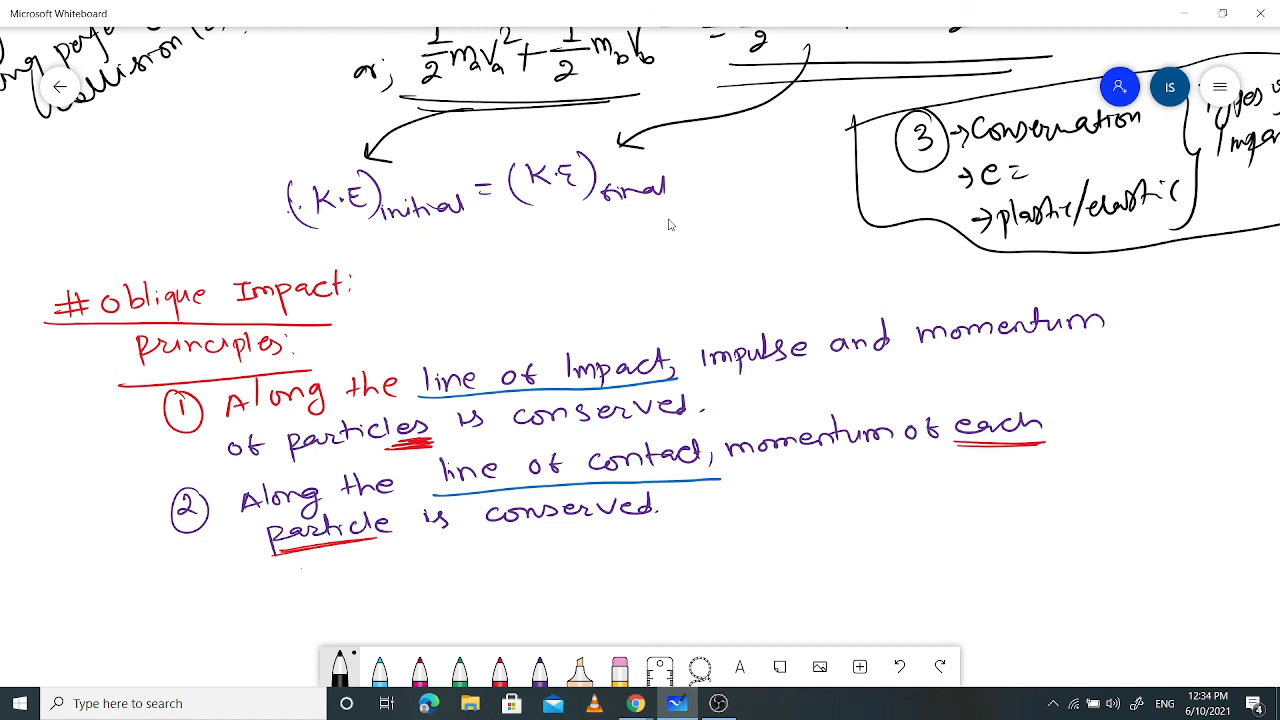 Microsoft Whiteboard
or; 1/2 mₐvₐ² + 1/2 m_b v_b =
(K.E)initial = (K.E)final
3 → Conservation
→ e =
→ plastic/elastic
IS
# Oblique Impact:
Principles:
① Along the line of Impact, impulse and momentum
of particles is conserved.
② Along the line of contact, momentum of each
particle is conserved.
A
Type here to search
ENG
12:34 PM
6/10/2021
4